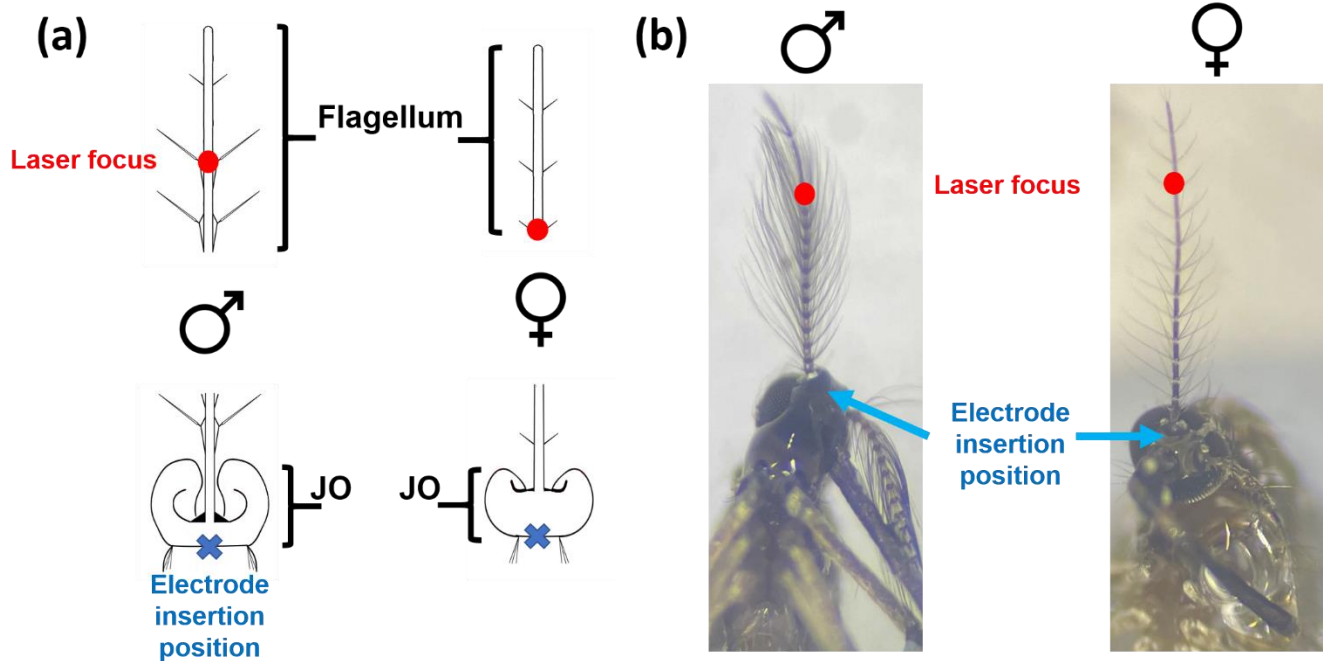 (a)
Flagellum
Laser focus
JO
JO
Electrode
insertion
position
(b)
Laser focus
Electrode
insertion
position